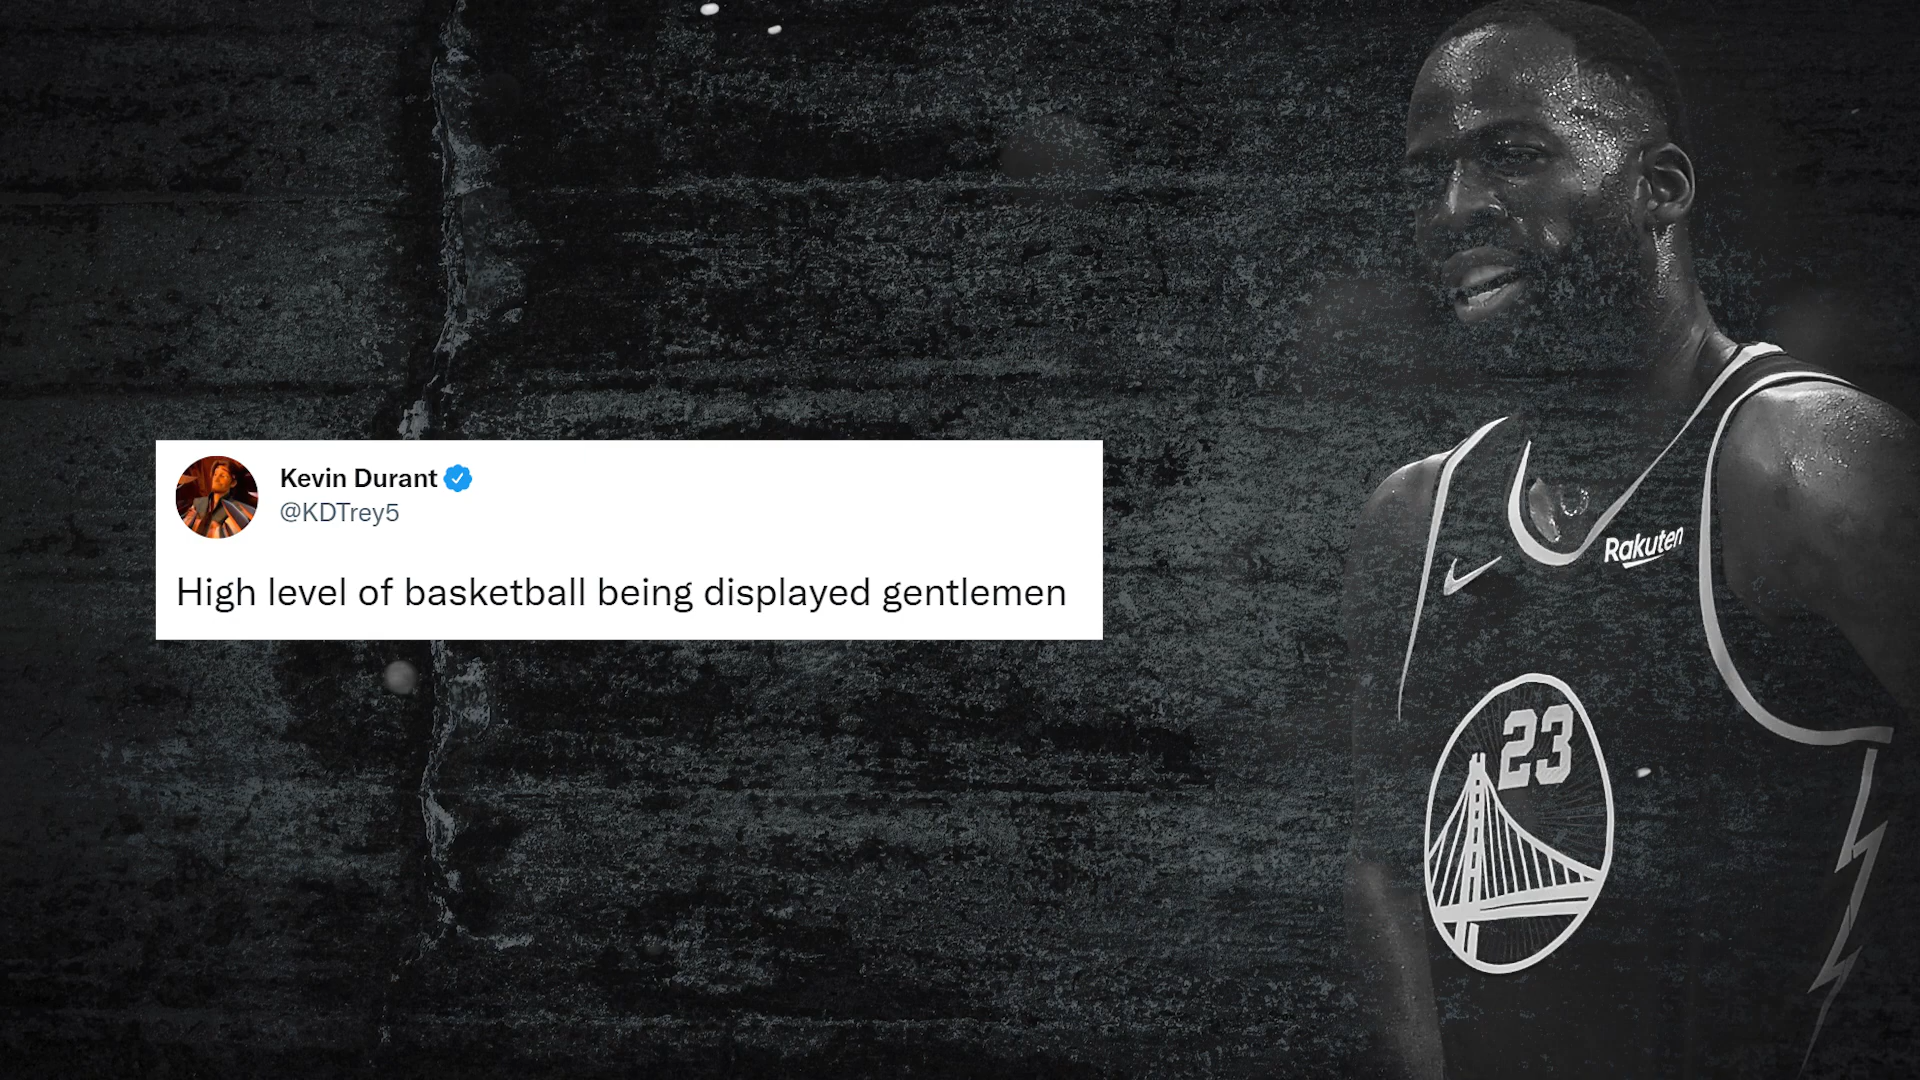 Kevin Durant
@KDTrey5
High level of basketball being displayed gentlemen
Rakuten
23